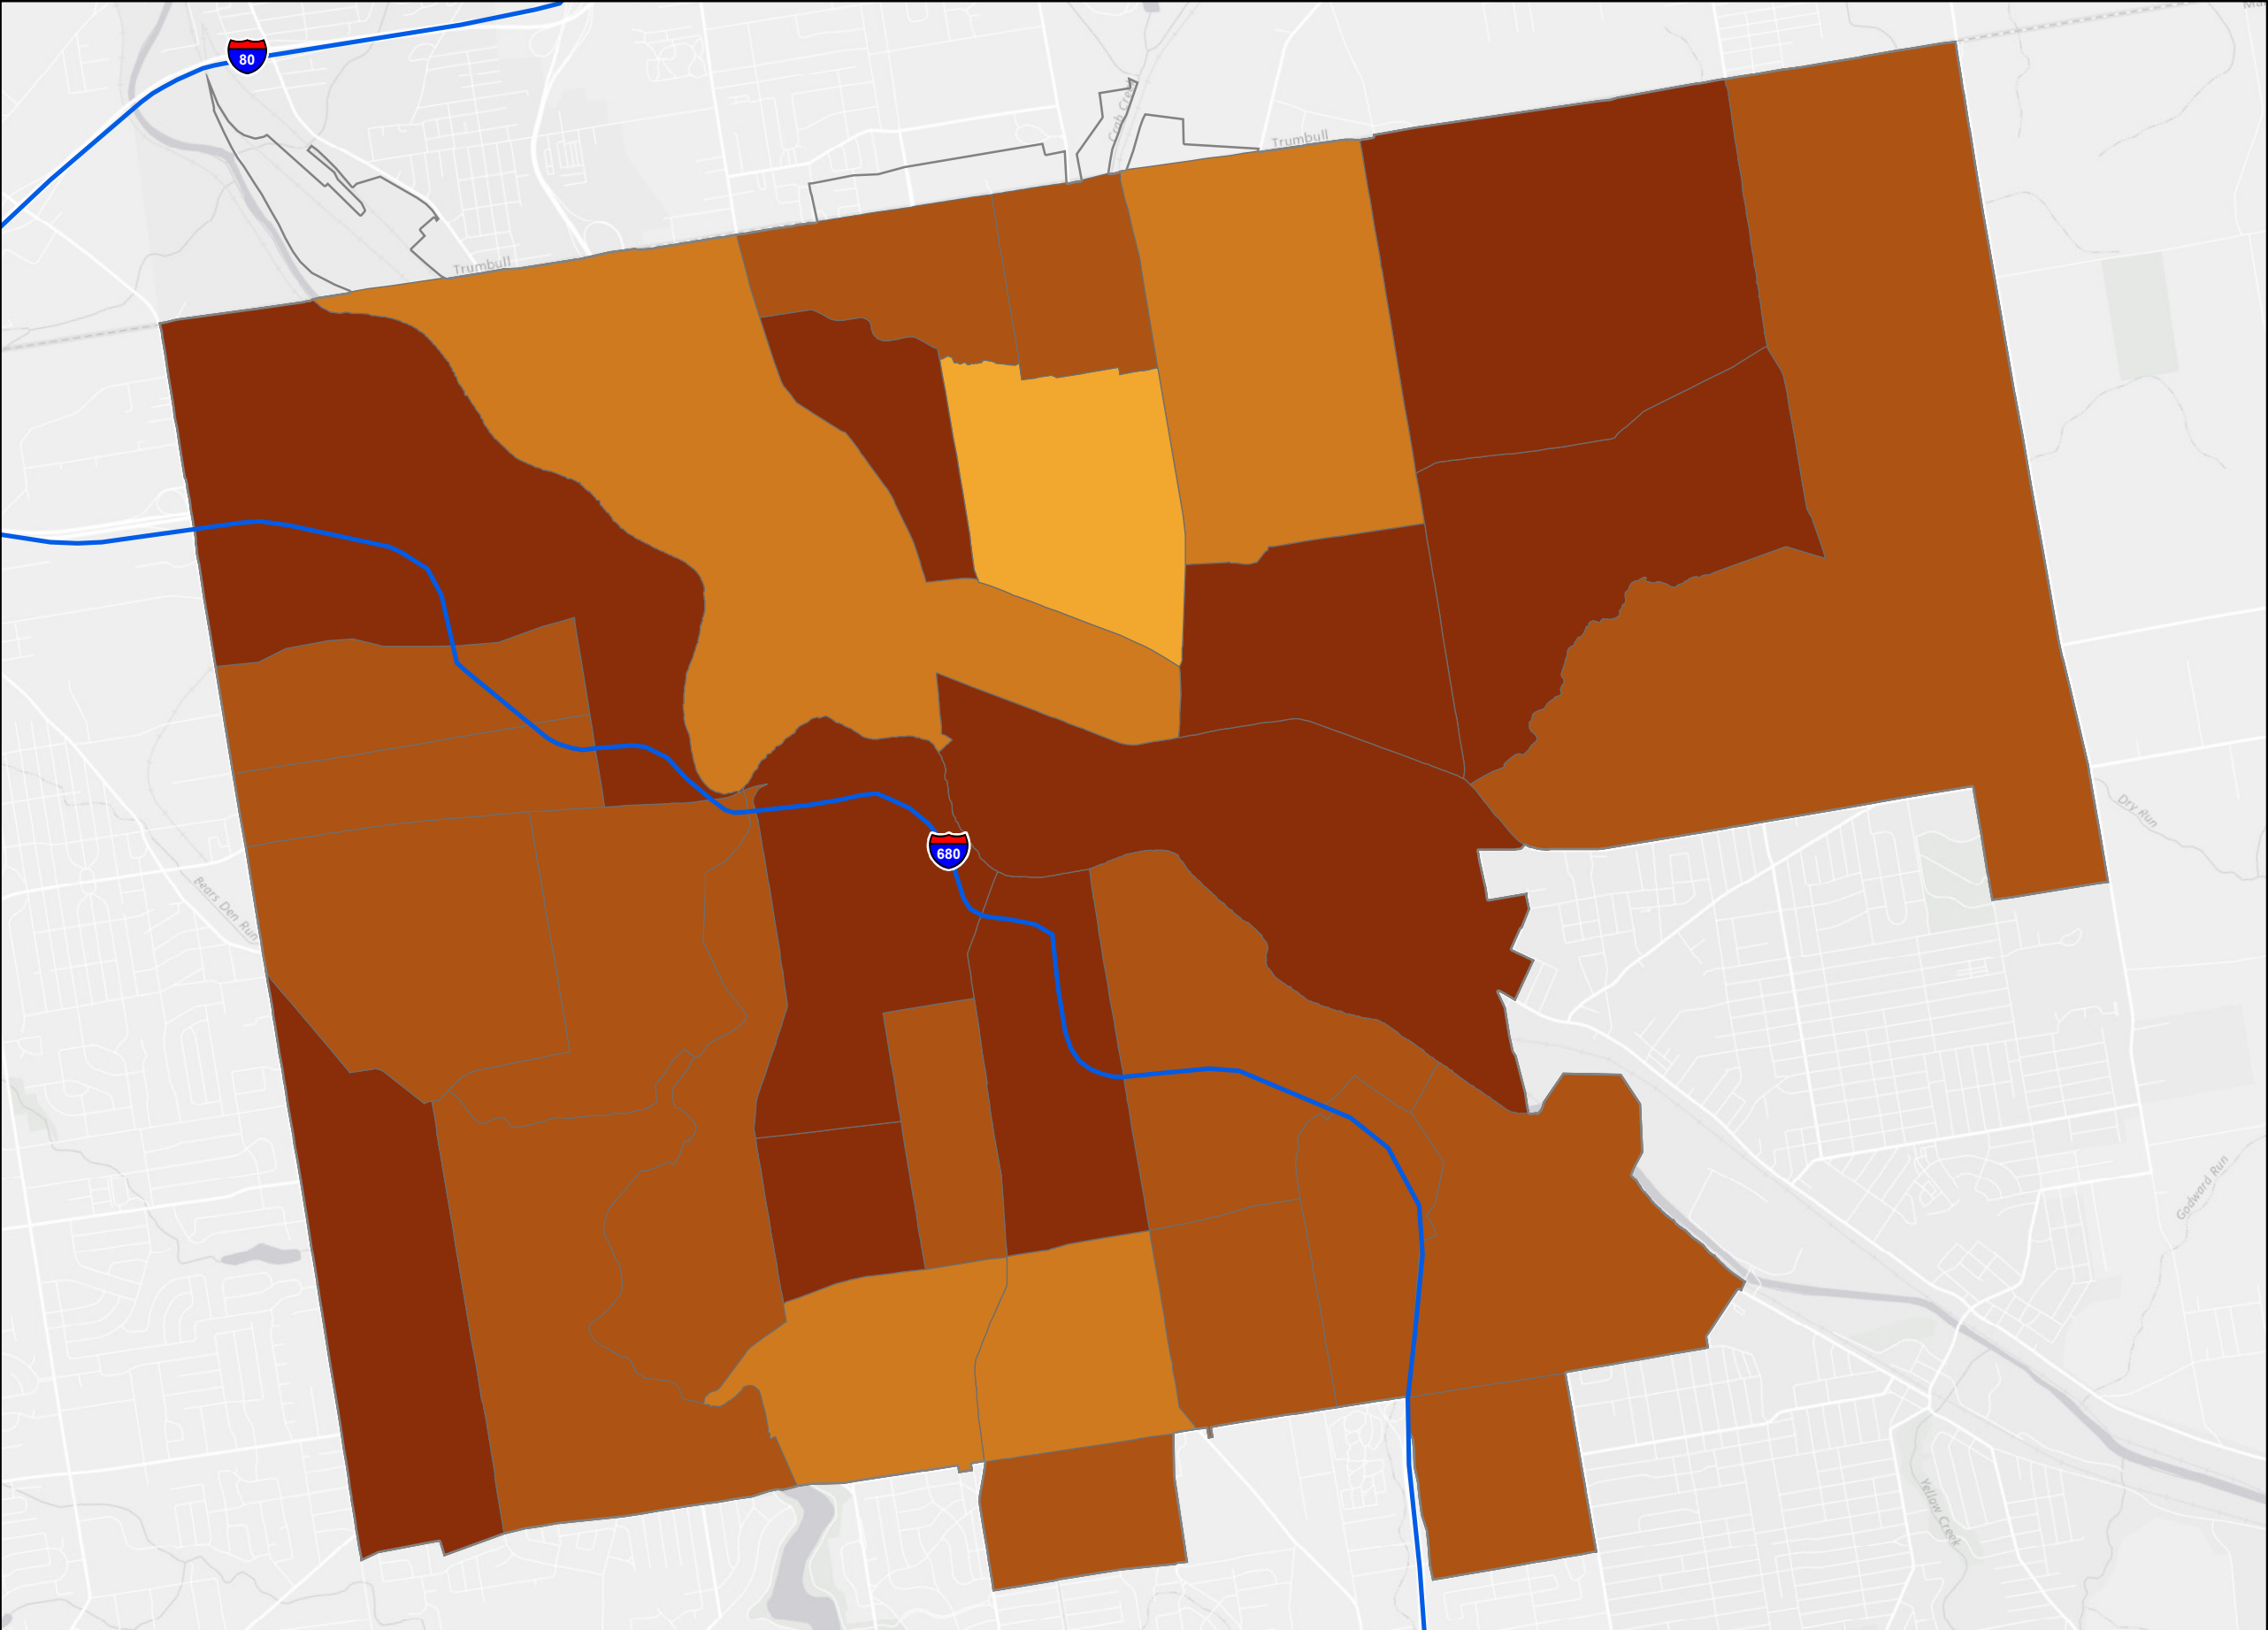 80
Crab Creek
Trumbull
Trumbull
Dry Run
680
Bears Den Run
Godward Run
Yellow Creek